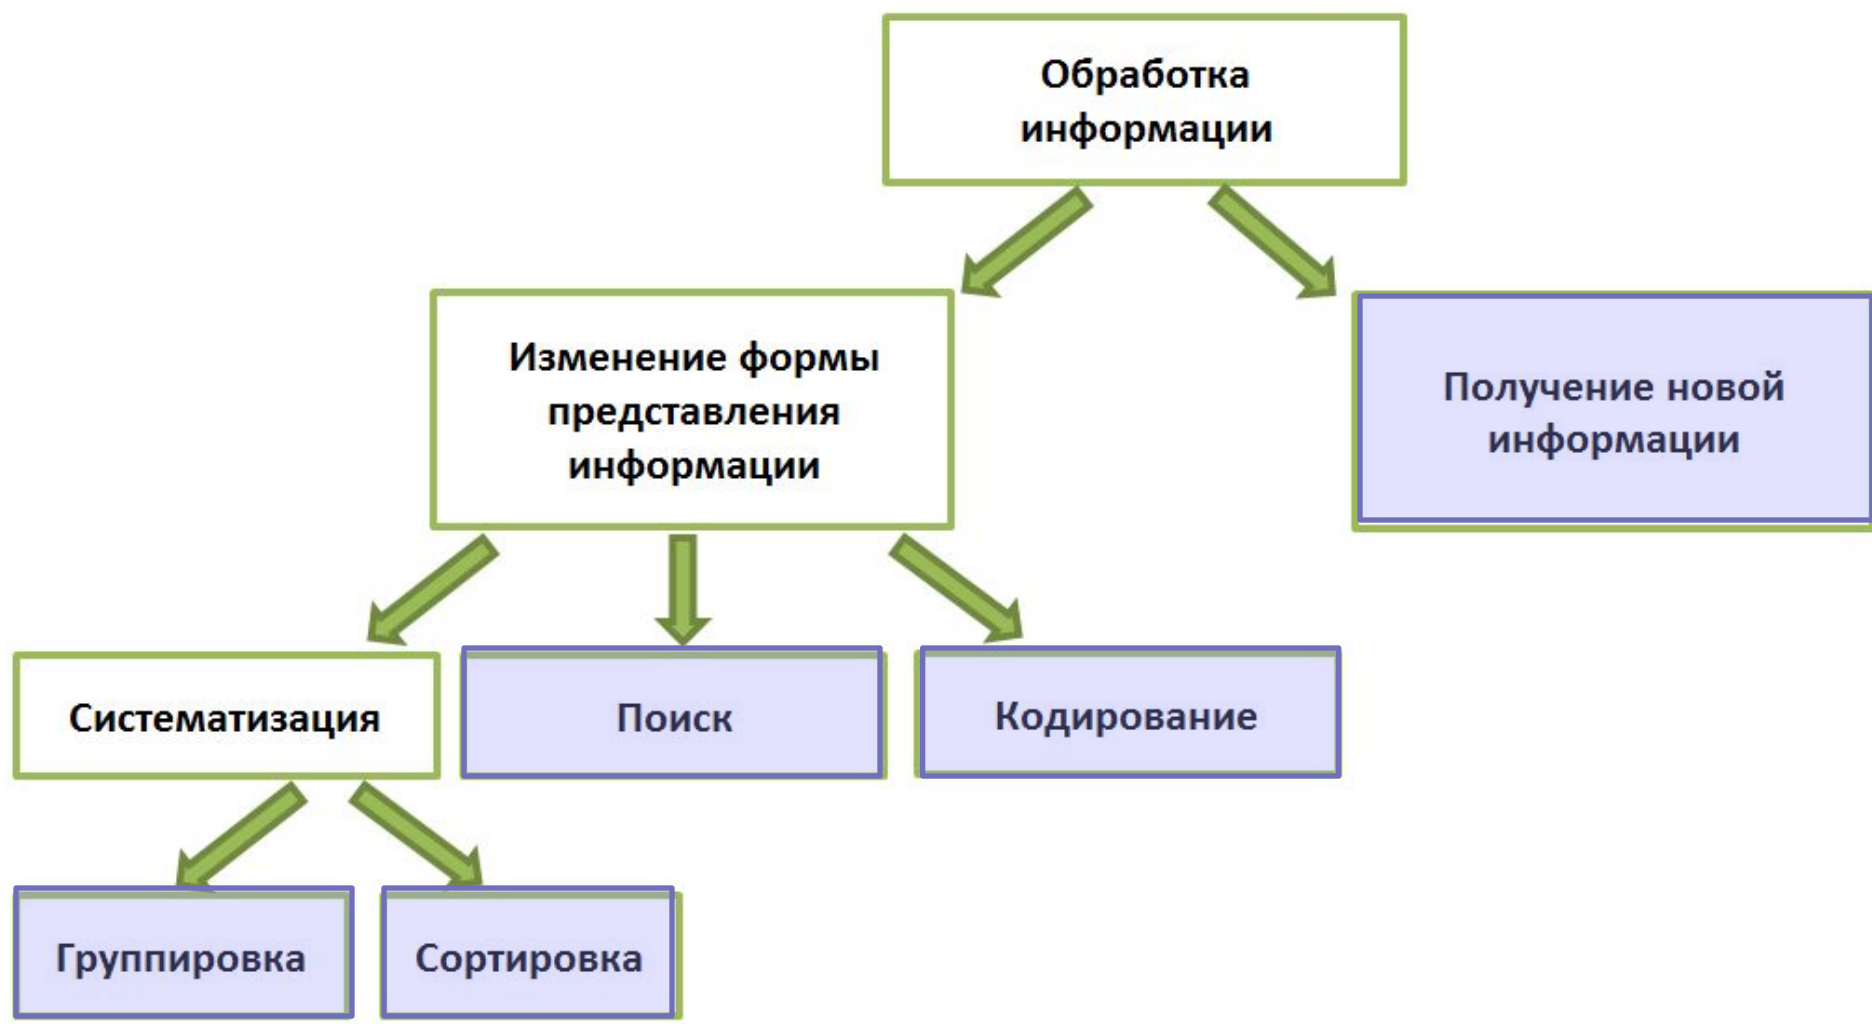 Обработка
информации
Изменение формы
представления
информации
Получение новой
информации
Систематизация
Поиск
Кодирование
Группировка
Сортировка